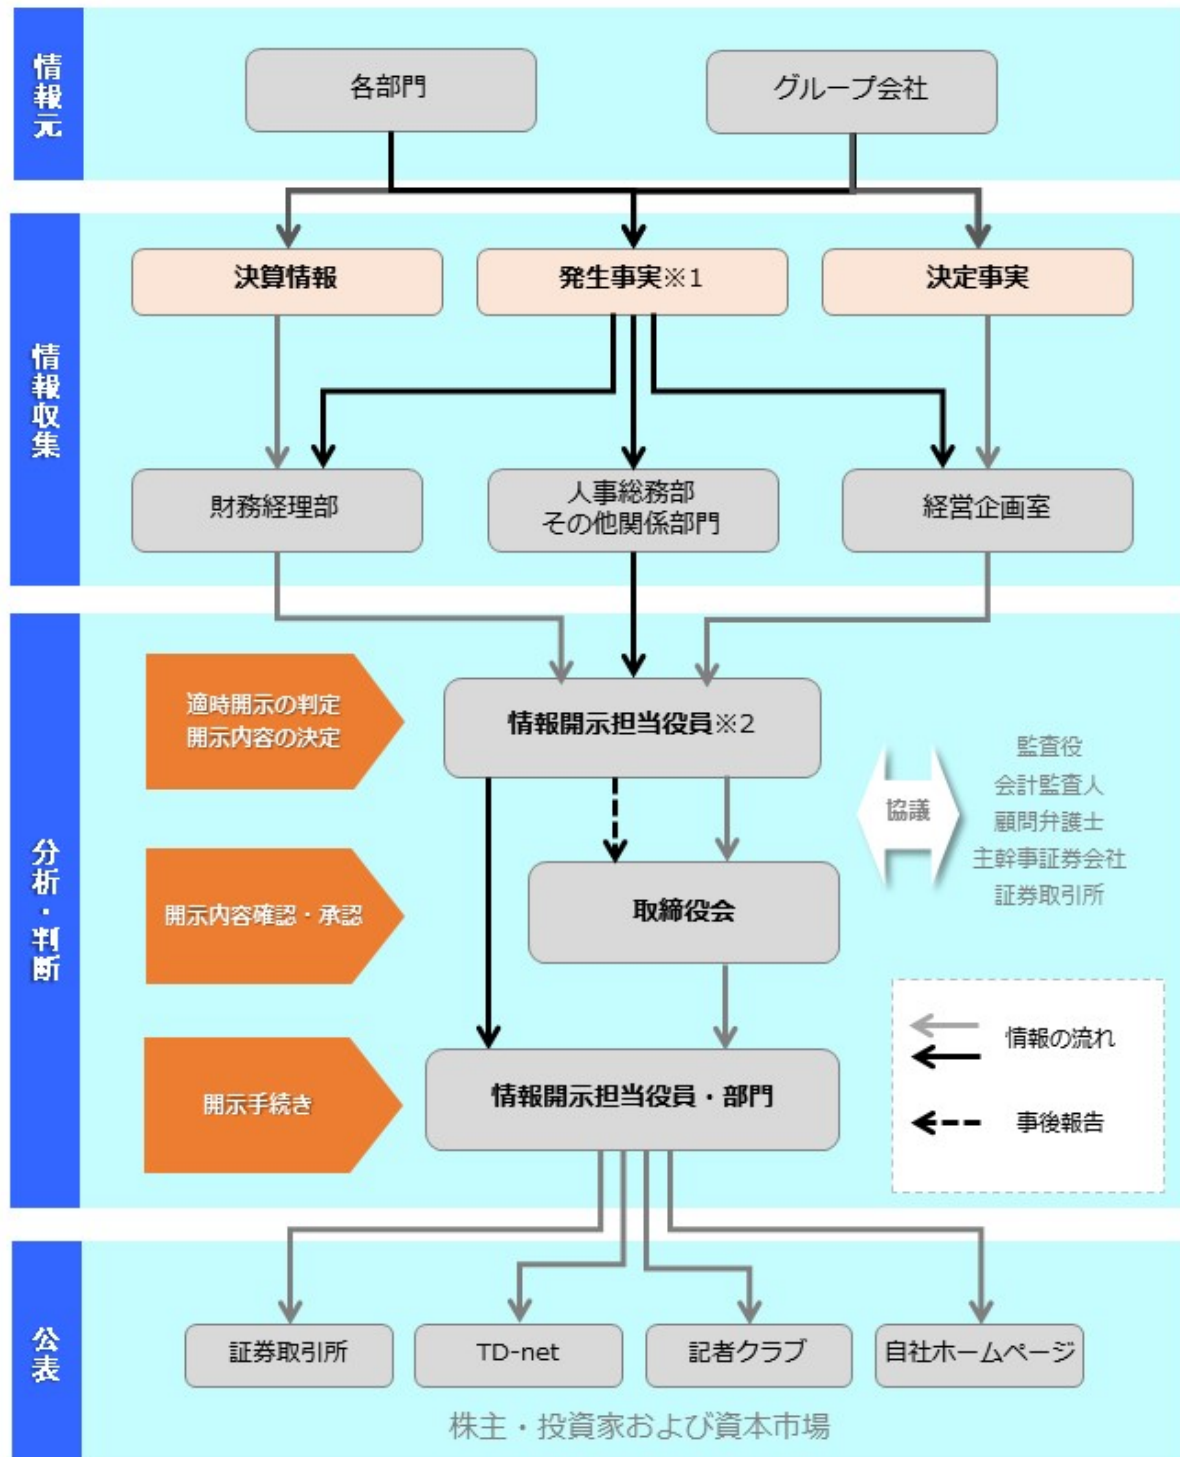 情報元
各部門
グループ会社
情報収集
決算情報
発生事実※1
決定事実
財務経理部
人事総務部
その他関係部門
経営企画室
分析・判断
適時開示の判定
開示内容の決定
情報開示担当役員※2
協議
監査役
会計監査人
顧問弁護士
主幹事証券会社
証券取引所
開示内容確認・承認
取締役会
情報の流れ
事後報告
開示手続き
情報開示担当役員・部門
公表
証券取引所
TD-net
記者クラブ
自社ホームページ
株主・投資家および資本市場